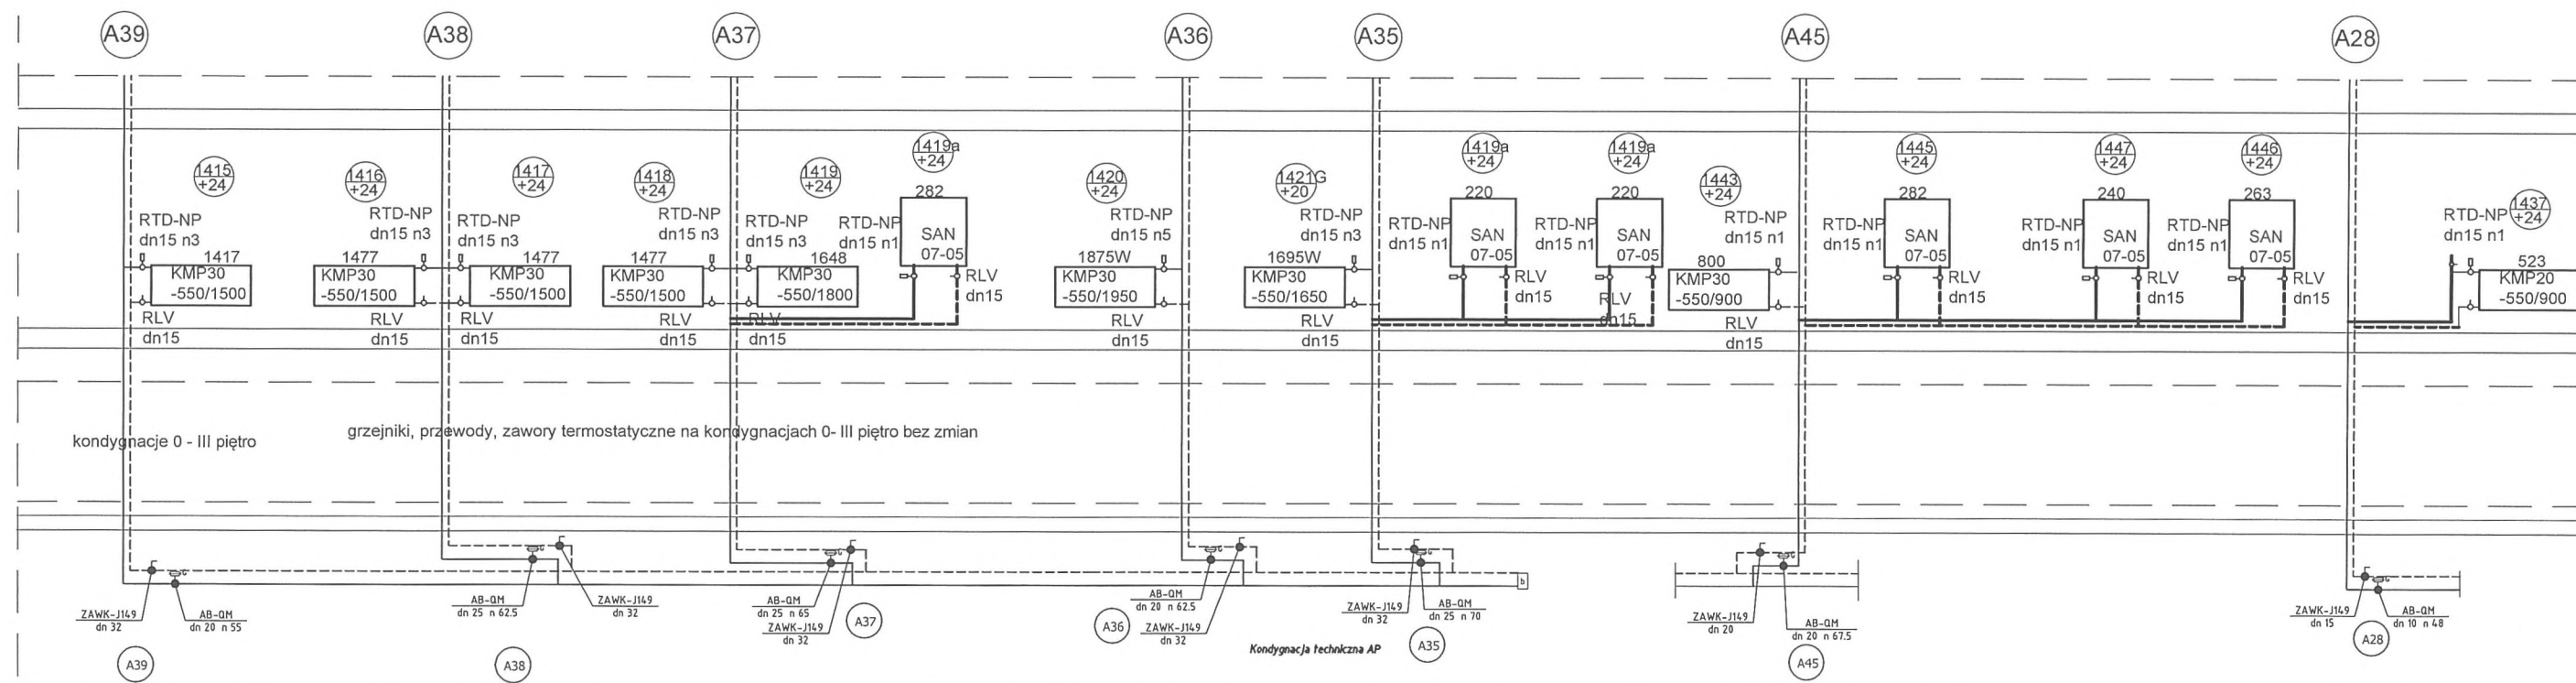 A39
A38
A37
A36
A35
A45
A28
1415
+24
RTD-NP
dn15 n3
1417
KMP30
-550/1500
RLV
dn15
1416
+24
RTD-NP
dn15 n3
1477
KMP30
-550/1500
RLV
dn15
1417
+24
RTD-NP
dn15 n3
1477
KMP30
-550/1500
RLV
dn15
1418
+24
RTD-NP
dn15 n3
1477
KMP30
-550/1500
RLV
dn15
1419
+24
RTD-NP
dn15 n3
1648
KMP30
-550/1800
RLV
dn15
1419a
+24
282
RTD-NP
dn15 n1
SAN
07-05
RLV
dn15
1420
+24
RTD-NP
dn15 n5
1875W
KMP30
-550/1950
RLV
dn15
1421G
+20
RTD-NP
dn15 n3
1695W
KMP30
-550/1650
RLV
dn15
1419a
+24
220
RTD-NP
dn15 n1
SAN
07-05
RLV
dn15
1419a
+24
220
RTD-NP
dn15 n1
SAN
07-05
RLV
dn15
1443
+24
RTD-NP
dn15 n1
800
KMP30
-550/900
RLV
dn15
1445
+24
282
RTD-NP
dn15 n1
SAN
07-05
RLV
dn15
1447
+24
240
RTD-NP
dn15 n1
SAN
07-05
RLV
dn15
1446
+24
263
RTD-NP
dn15 n1
SAN
07-05
RLV
dn15
1437
+24
RTD-NP
dn15 n1
523
KMP20
-550/900
kondygnacje 0 - III piętro
grzejniki, przewody, zawory termostatyczne na kondygnacjach 0- III piętro bez zmian
ZAWK-J149
dn 32
AB-QM
dn 20 n 55
A39
AB-QM
dn 25 n 62.5
ZAWK-J149
dn 32
A38
AB-QM
dn 25 n 65
ZAWK-J149
dn 32
A37
AB-QM
dn 20 n 62.5
ZAWK-J149
dn 32
A36
b
Kondygnacja techniczna AP
ZAWK-J149
dn 32
AB-QM
dn 25 n 70
A35
ZAWK-J149
dn 20
AB-QM
dn 20 n 67.5
A45
ZAWK-J149
dn 15
AB-QM
dn 10 n 48
A28